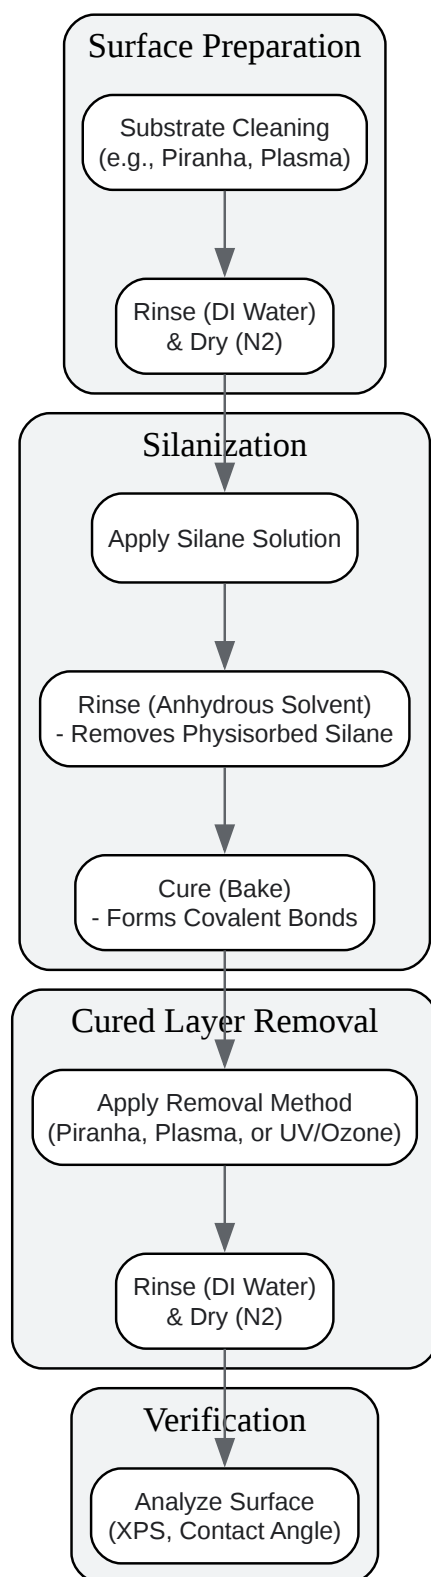 Surface Preparation
Substrate Cleaning
(e.g., Piranha, Plasma)
Rinse (DI Water)
& Dry (N2)
Silanization
Apply Silane Solution
Rinse (Anhydrous Solvent)
- Removes Physisorbed Silane
Cure (Bake)
- Forms Covalent Bonds
Cured Layer Removal
Apply Removal Method
(Piranha, Plasma, or UV/Ozone)
Rinse (DI Water)
& Dry (N2)
Verification
Analyze Surface
(XPS, Contact Angle)